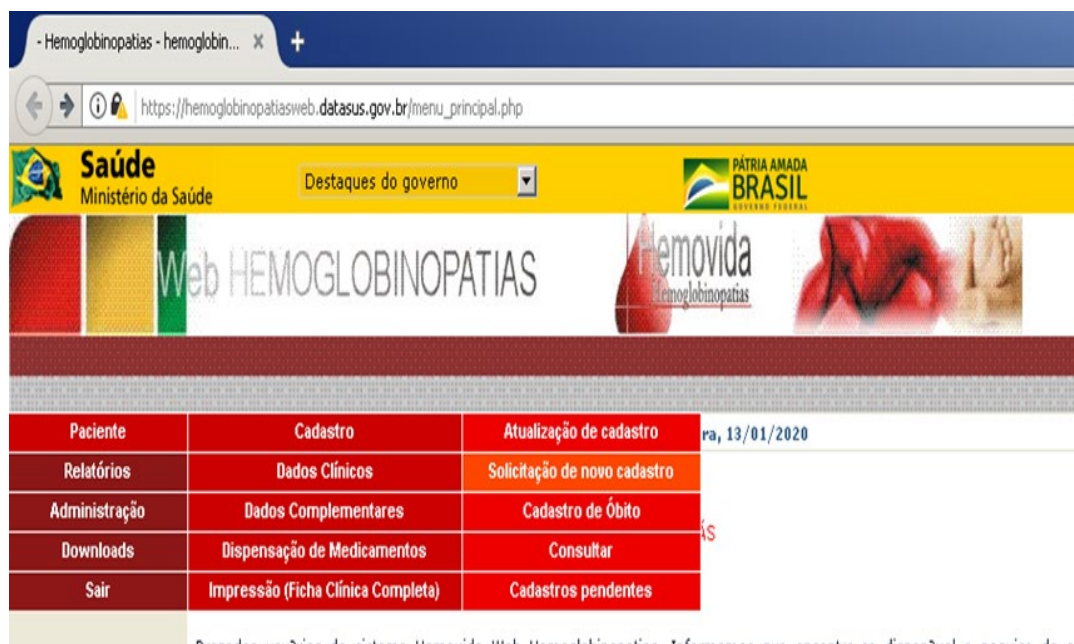 - Hemoglobinopatias - hemoglobin...
https://hemoglobinopatiasweb.datasus.gov.br/menu_principal.php
Saúde
Ministério da Saúde
Destaques do governo
PÁTRIA AMADA
BRASIL
GOVERNO FEDERAL
Web HEMOGLOBINOPATIAS
Hemovida
Hemoglobinopatias
Paciente
Cadastro
Atualização de cadastro
ra, 13/01/2020
Relatórios
Dados Clínicos
Solicitação de novo cadastro
Administração
Dados Complementares
Cadastro de Óbito
ÁS
Downloads
Dispensação de Medicamentos
Consultar
Sair
Impressão (Ficha Clínica Completa)
Cadastros pendentes